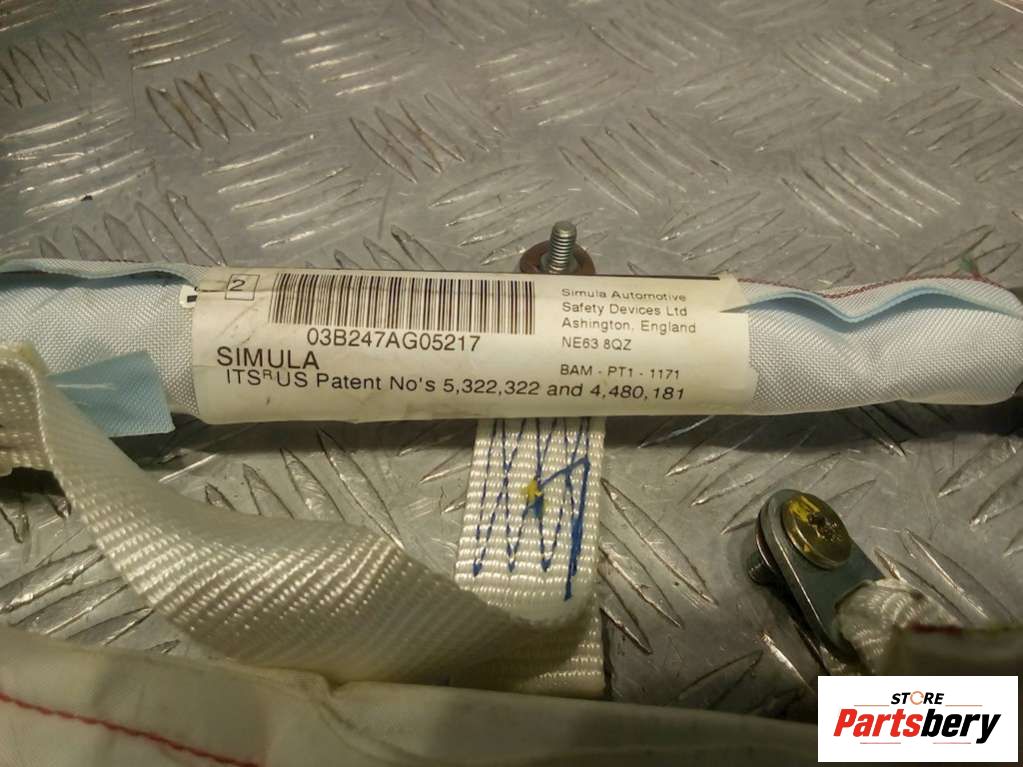 2
03B247AG05217
SIMULA
ITSR US Patent No's 5,322,322 and 4,480,181
Simula Automotive
Safety Devices Ltd
Ashington, England
NE63 8QZ
BAM - PT1 - 1171
STORE
Partsbery